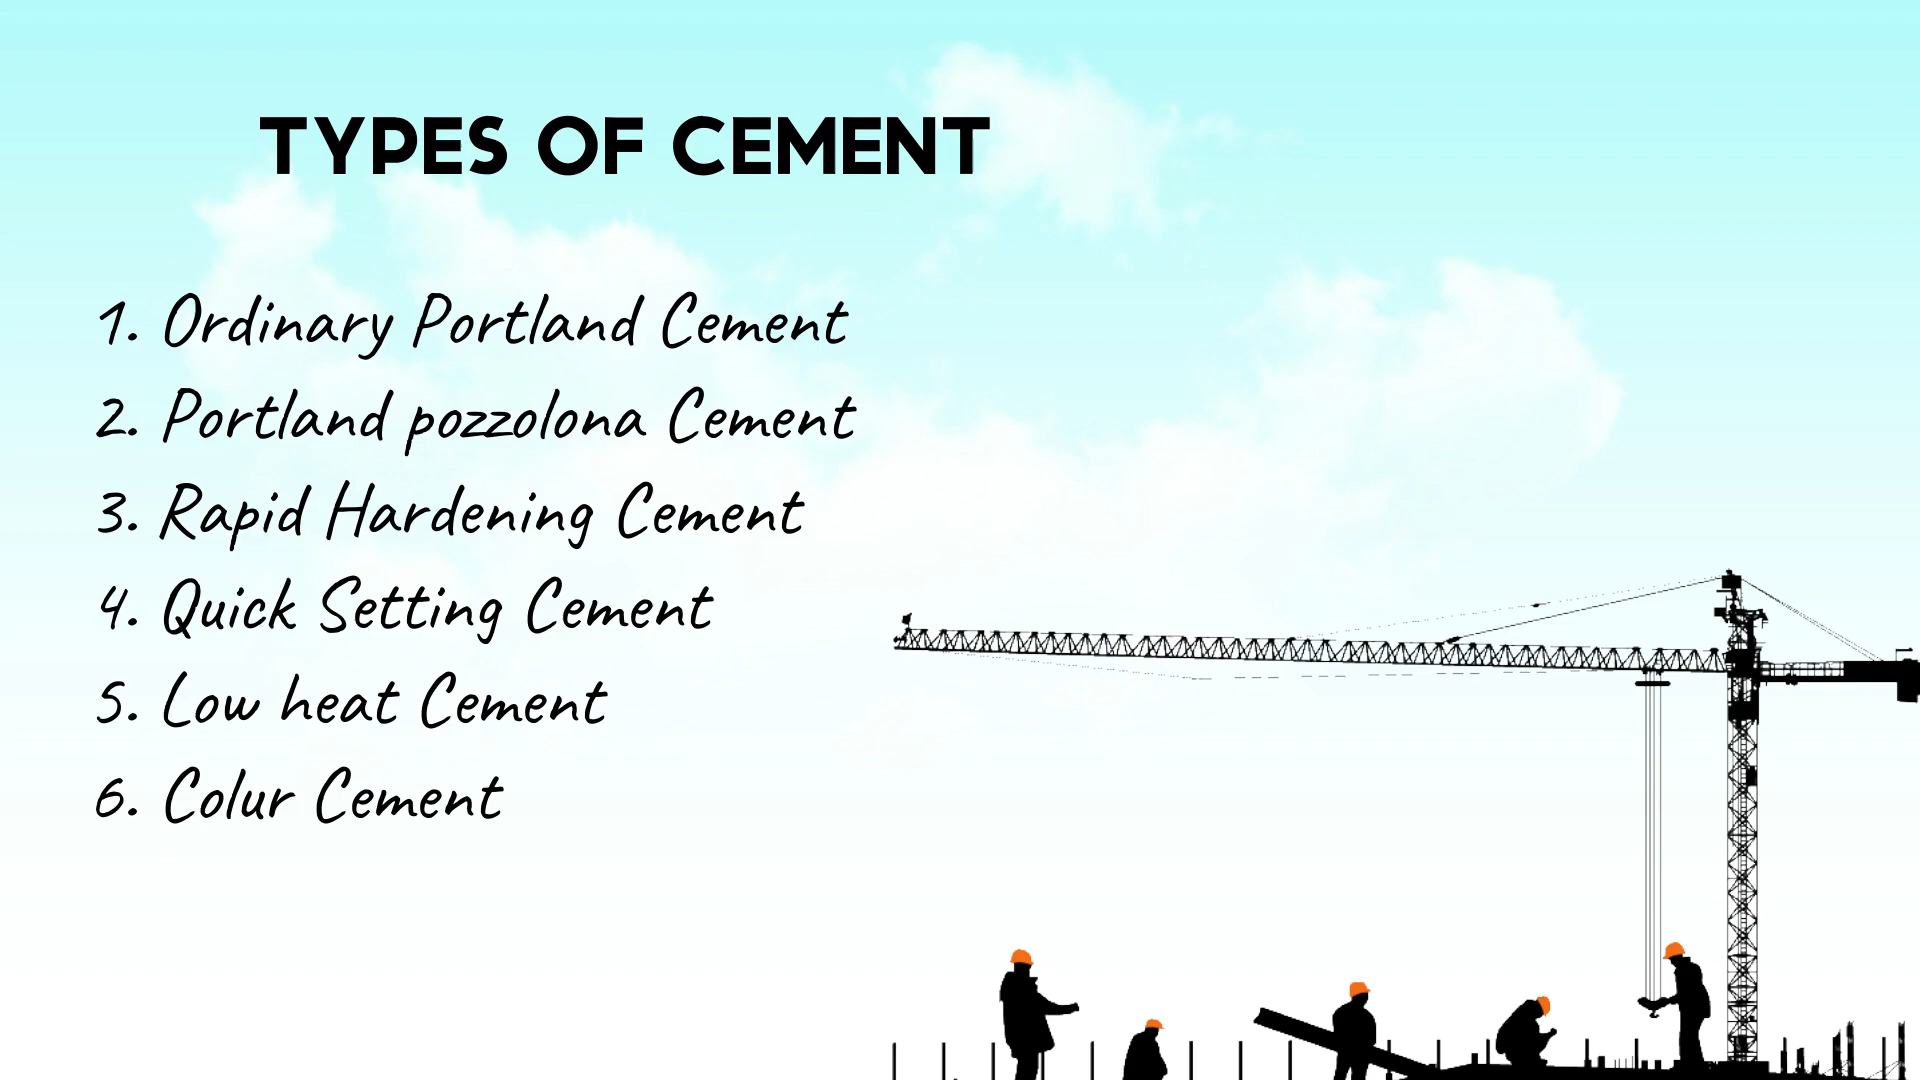 TYPES OF CEMENT
1. Ordinary Portland Cement
2. Portland pozzolona Cement
3. Rapid Hardening Cement
4. Quick Setting Cement
5. Low heat Cement
6. Colur Cement